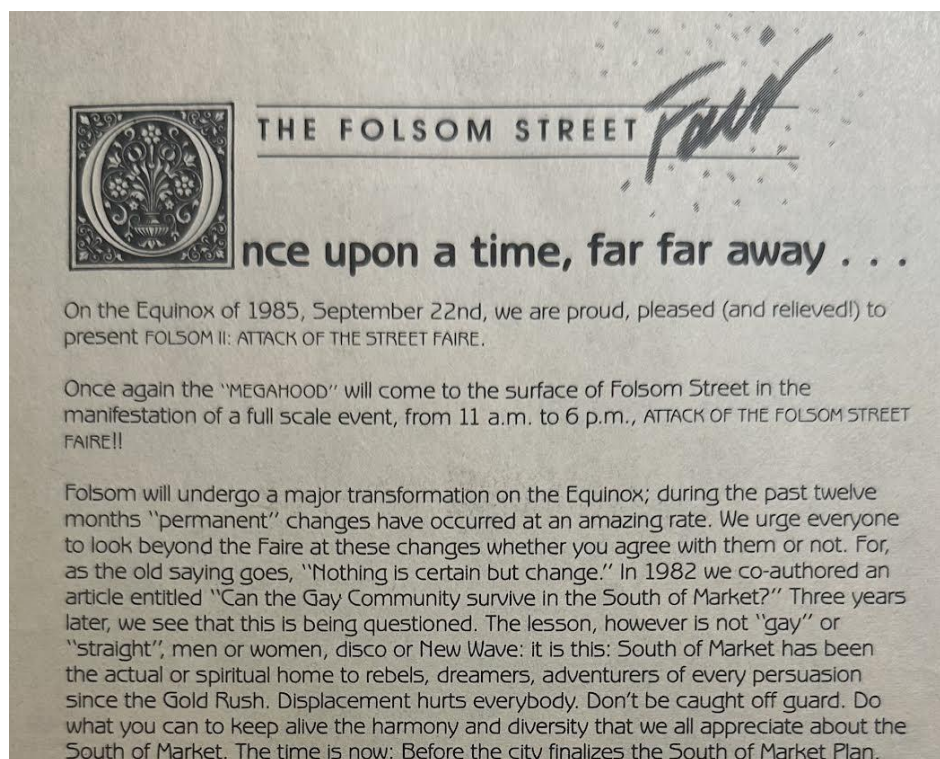 THE FOLSOM STREET Fair
Once upon a time, far far away . . .
On the Equinox of 1985, September 22nd, we are proud, pleased (and relieved!) to
present FOLSOM II: ATTACK OF THE STREET FAIRE.
Once again the "MEGAHOOD" will come to the surface of Folsom Street in the
manifestation of a full scale event, from 11 a.m. to 6 p.m., ATTACK OF THE FOLSOM STREET
FAIRE!!
Folsom will undergo a major transformation on the Equinox; during the past twelve
months "permanent" changes have occurred at an amazing rate. We urge everyone
to look beyond the Faire at these changes whether you agree with them or not. For,
as the old saying goes, "Nothing is certain but change." In 1982 we co-authored an
article entitled "Can the Gay Community survive in the South of Market?" Three years
later, we see that this is being questioned. The lesson, however is not "gay" or
"straight", men or women, disco or New Wave: it is this: South of Market has been
the actual or spiritual home to rebels, dreamers, adventurers of every persuasion
since the Gold Rush. Displacement hurts everybody. Don't be caught off guard. Do
what you can to keep alive the harmony and diversity that we all appreciate about the
South of Market. The time is now: Before the city finalizes the South of Market Plan,